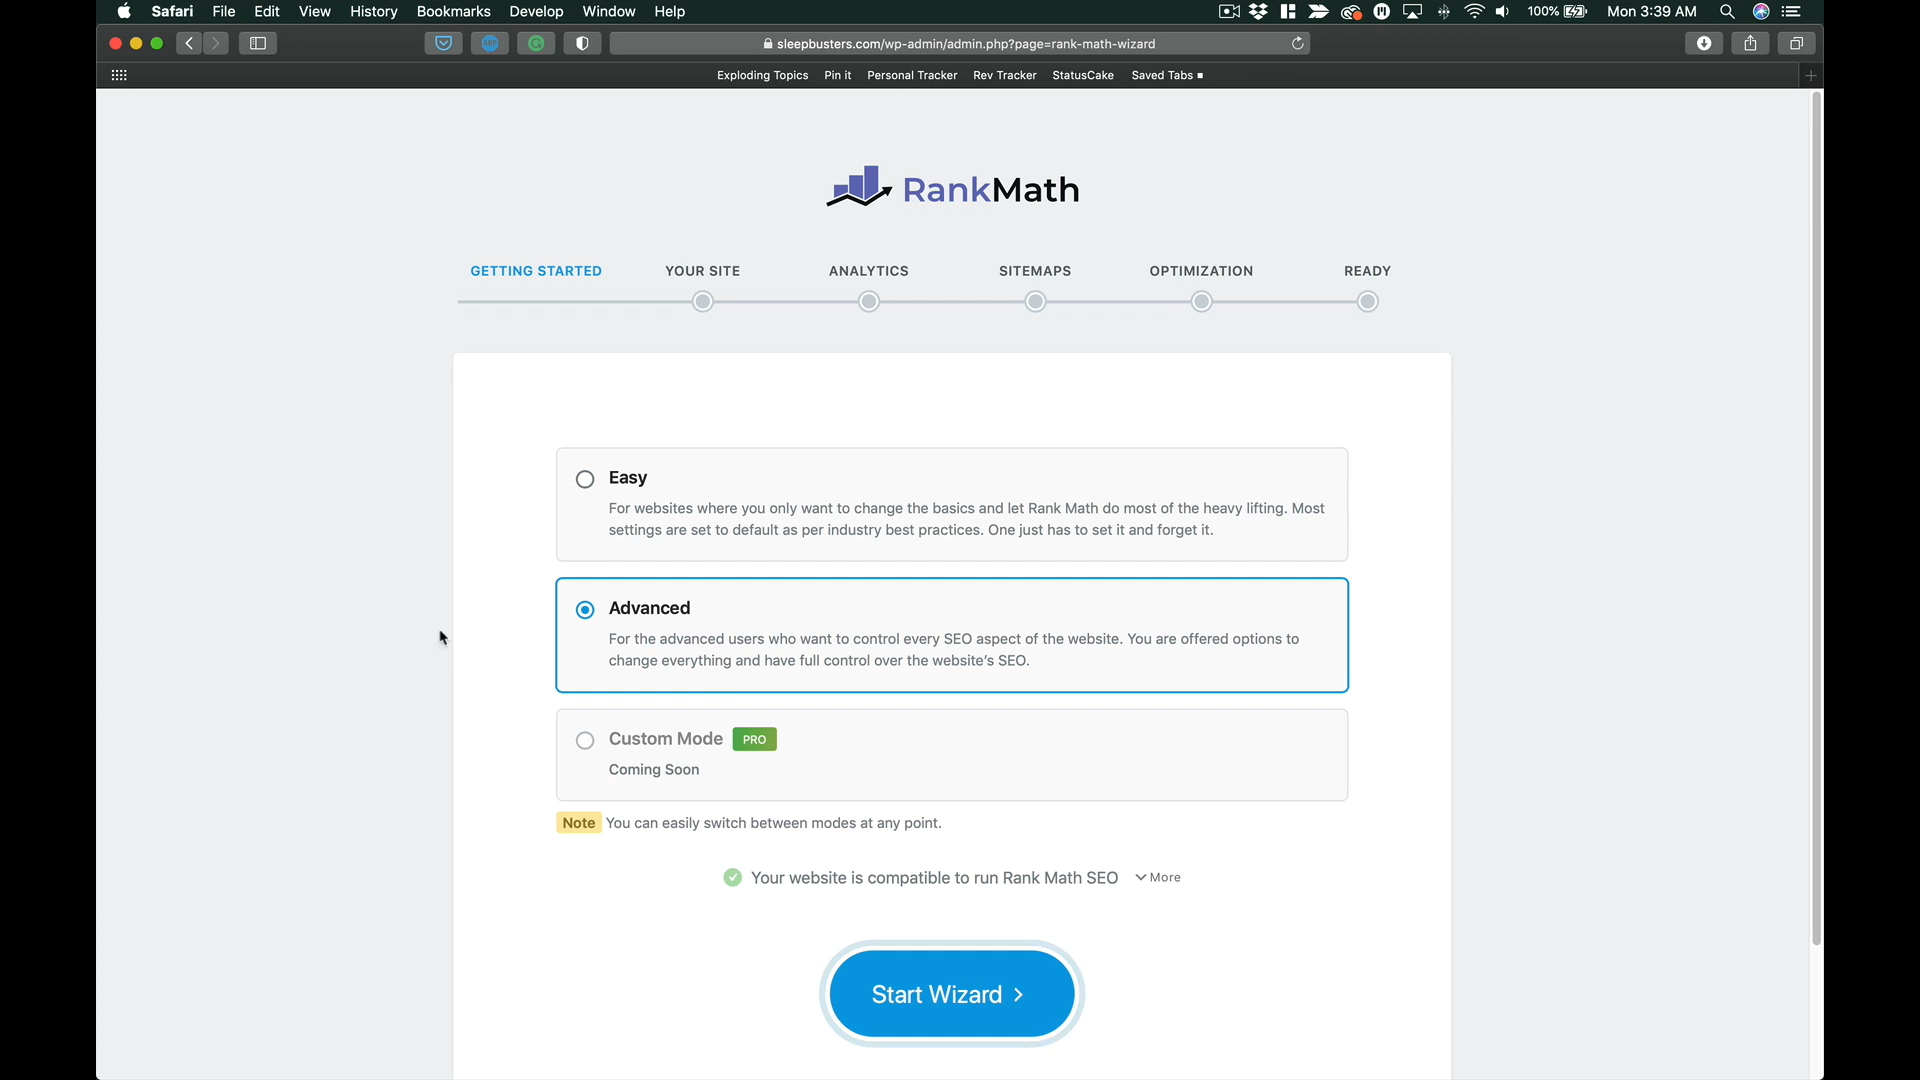 Safari File Edit View History Bookmarks Develop Window Help 100% Mon 3:39 AM
ABP sleepbusters.com/wp-admin/admin.php?page=rank-math-wizard
Exploding Topics Pin it Personal Tracker Rev Tracker StatusCake Saved Tabs
RankMath
GETTING STARTED YOUR SITE ANALYTICS SITEMAPS OPTIMIZATION READY
Easy
For websites where you only want to change the basics and let Rank Math do most of the heavy lifting. Most
settings are set to default as per industry best practices. One just has to set it and forget it.
Advanced
For the advanced users who want to control every SEO aspect of the website. You are offered options to
change everything and have full control over the website’s SEO.
Custom Mode PRO
Coming Soon
Note You can easily switch between modes at any point.
Your website is compatible to run Rank Math SEO More
Start Wizard